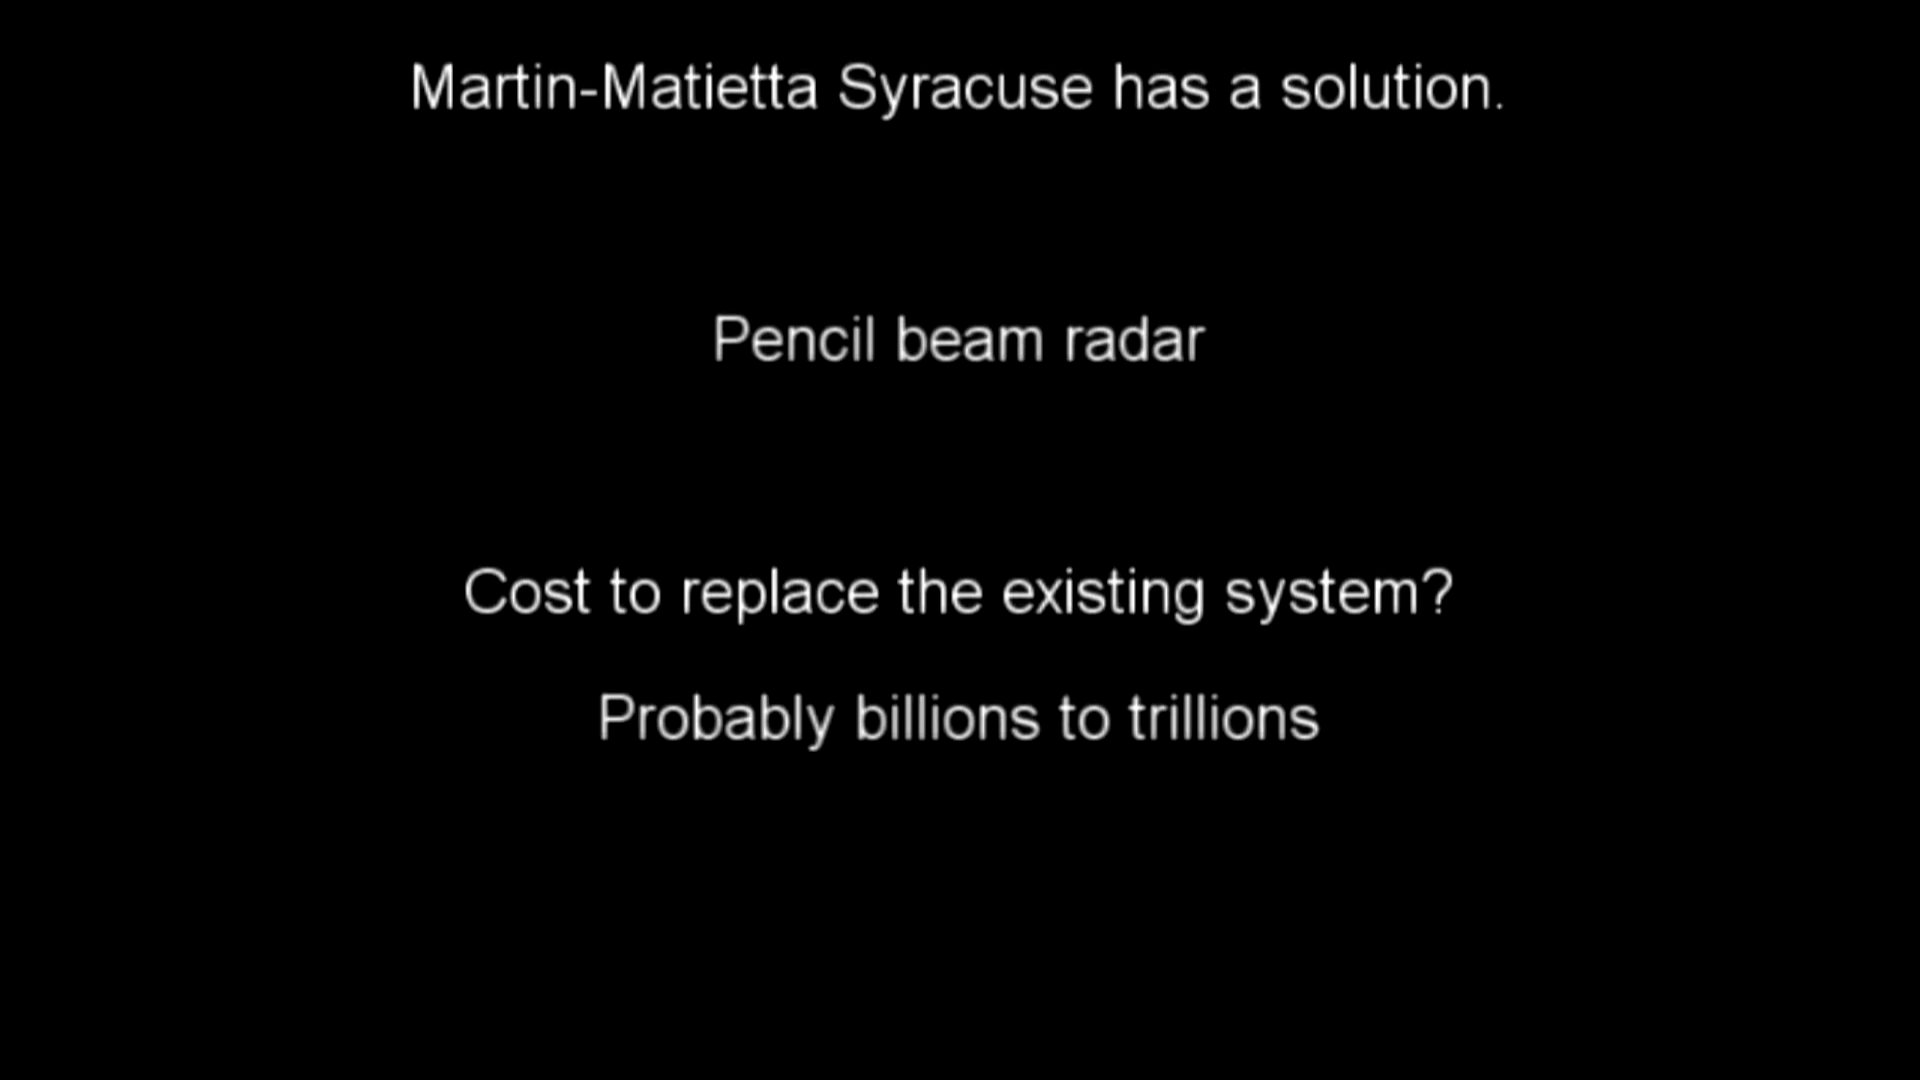 Martin-Matietta Syracuse has a solution.
Pencil beam radar
Cost to replace the existing system?
Probably billions to trillions